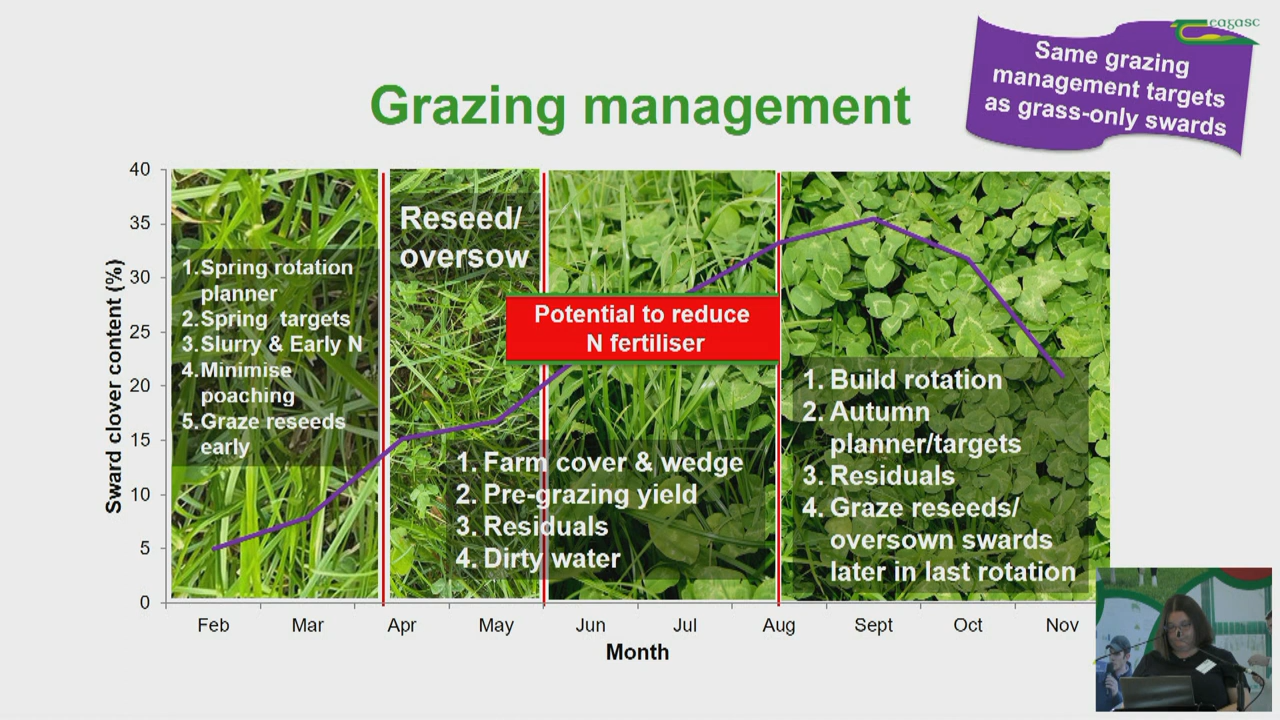 eagasc
Same grazing
management targets
as grass-only swards
Grazing management
Sward clover content (%)
40
35
30
25
20
15
10
5
0
1.Spring rotation
planner
2.Spring targets
3.Slurry & Early N
4.Minimise
poaching
5.Graze reseeds
early
Reseed/
oversow
Potential to reduce
N fertiliser
1. Farm cover & wedge
2. Pre-grazing yield
3. Residuals
4. Dirty water
1. Build rotation
2. Autumn
planner/targets
3. Residuals
4. Graze reseeds/
oversown swards
later in last rotation
Feb Mar Apr May Jun Jul Aug Sept Oct Nov
Month